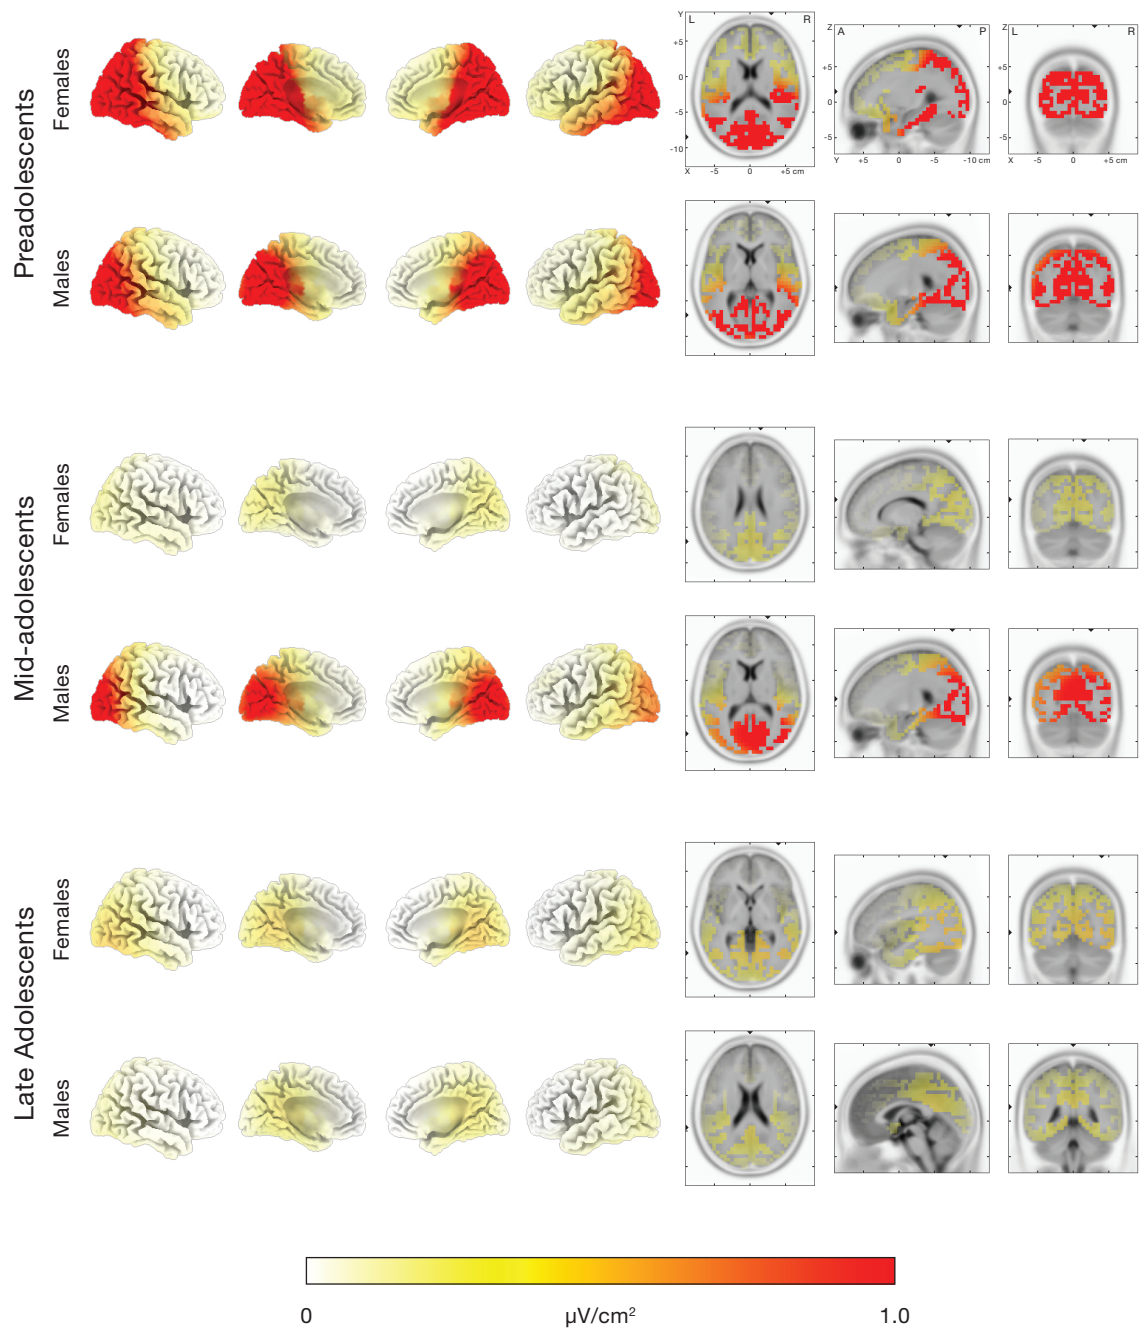 Preadolescents
Females
Y L R
+5
0
-5
-10
X -5 0 +5 cm
Z A P
+5
0
-5
Y +5 0 -5 -10 cm
Z L R
+5
0
-5
X -5 0 +5 cm
Males
Mid-adolescents
Females
Males
Late Adolescents
Females
Males
0 µV/cm² 1.0